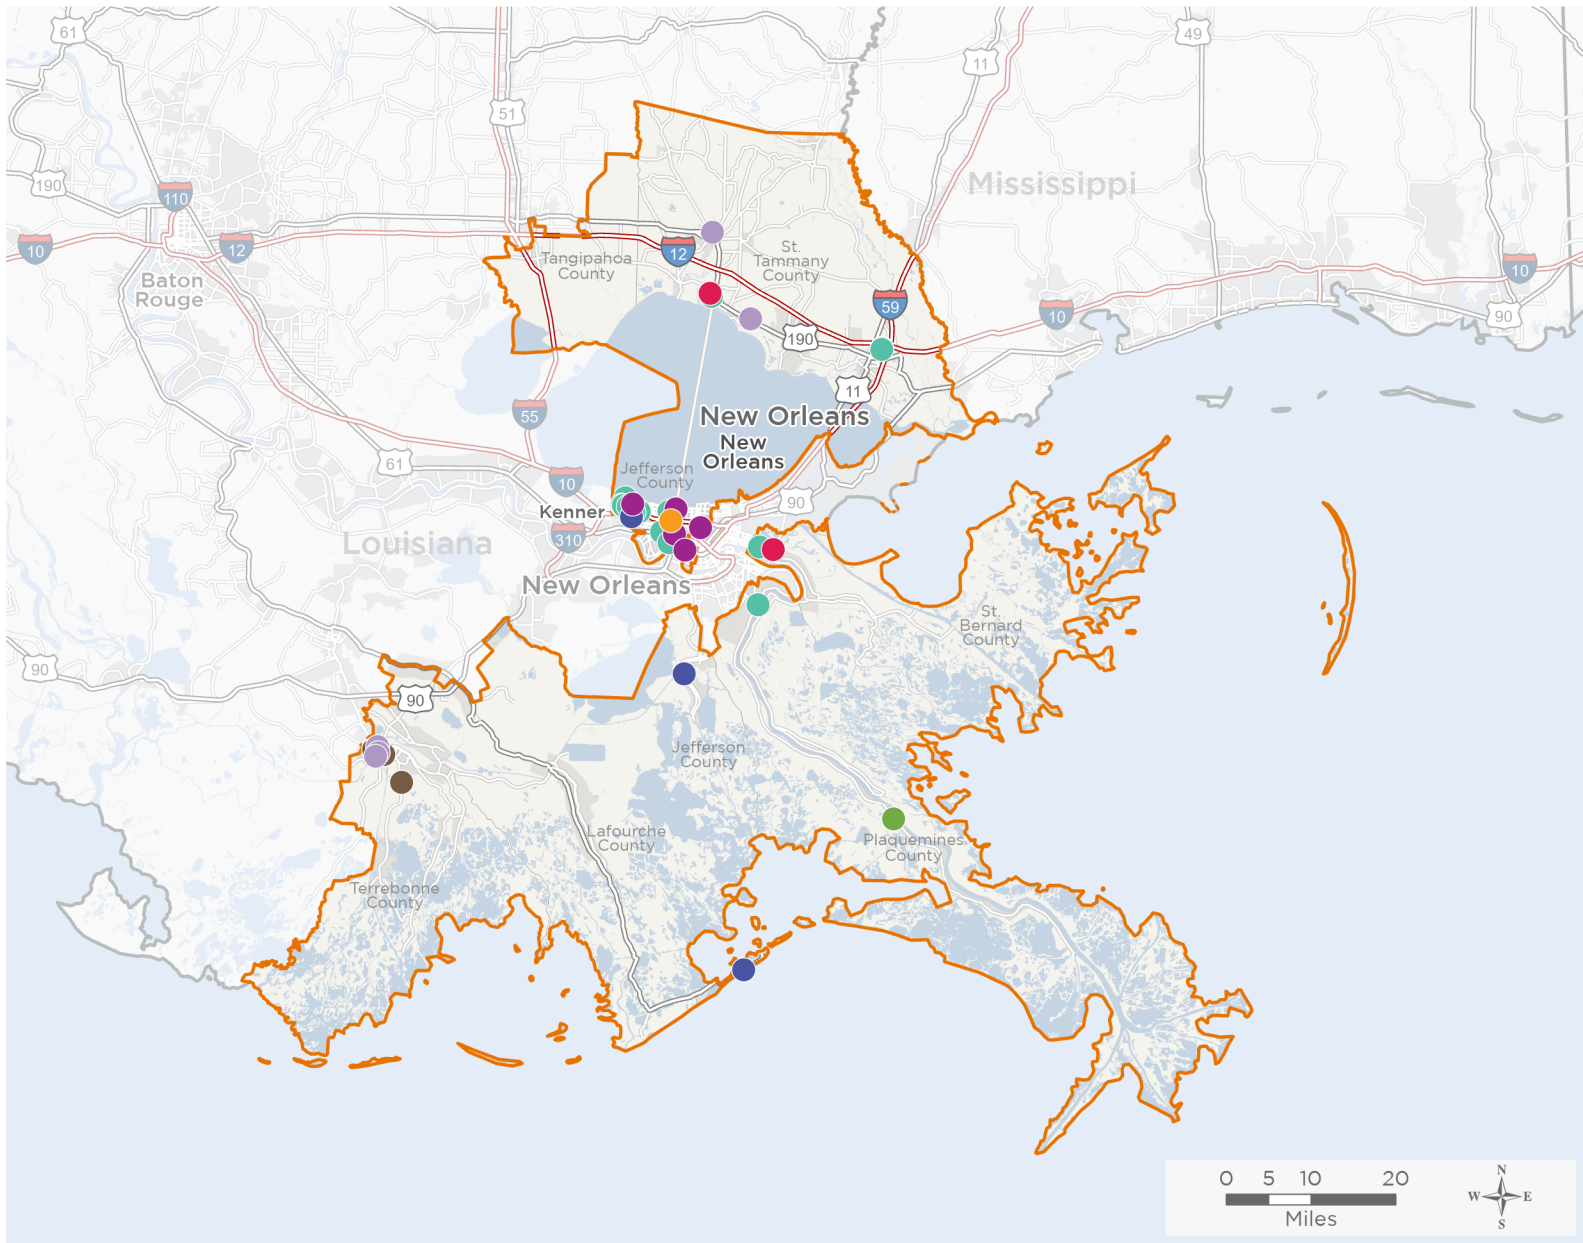 61
49
11
51
190
110
Mississippi
St.
Tammany
County
Tangipahoa
County
12
12
10
10
Baton
Rouge
59
10
90
190
11
55
New Orleans
New
Orleans
61
Jefferson
County
10
90
Kenner
310
Louisiana
New Orleans
St.
Bernard
County
90
90
Jefferson
County
Lafourche
County
Plaquemines
County
Terrebonne
County
0 5 10 20
Miles
N
W E
S